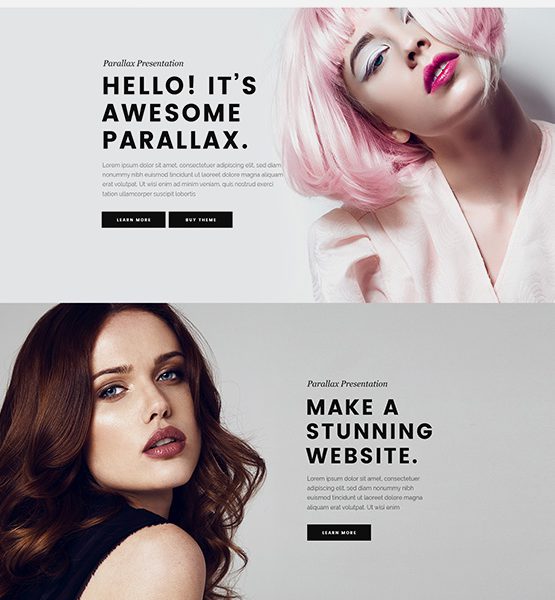 Parallax Presentation
HELLO! IT'S
AWESOME
PARALLAX.
Lorem ipsum dolor sit amet, consectetuer adipiscing elit, sed diam
nonummy nibh euismod tincidunt ut laoreet dolore magna aliquam
erat volutpat. Ut wisi enim ad minim veniam, quis nostrud exerci
tation ullamcorper suscipit lobortis
LEARN MORE
BUY THEME
Parallax Presentation
MAKE A
STUNNING
WEBSITE.
Lorem ipsum dolor sit amet, consectetuer
adipiscing elit, sed diam nonummy nibh
euismod tincidunt ut laoreet dolore magna
aliquam erat volutpat. Ut wisi enim
LEARN MORE